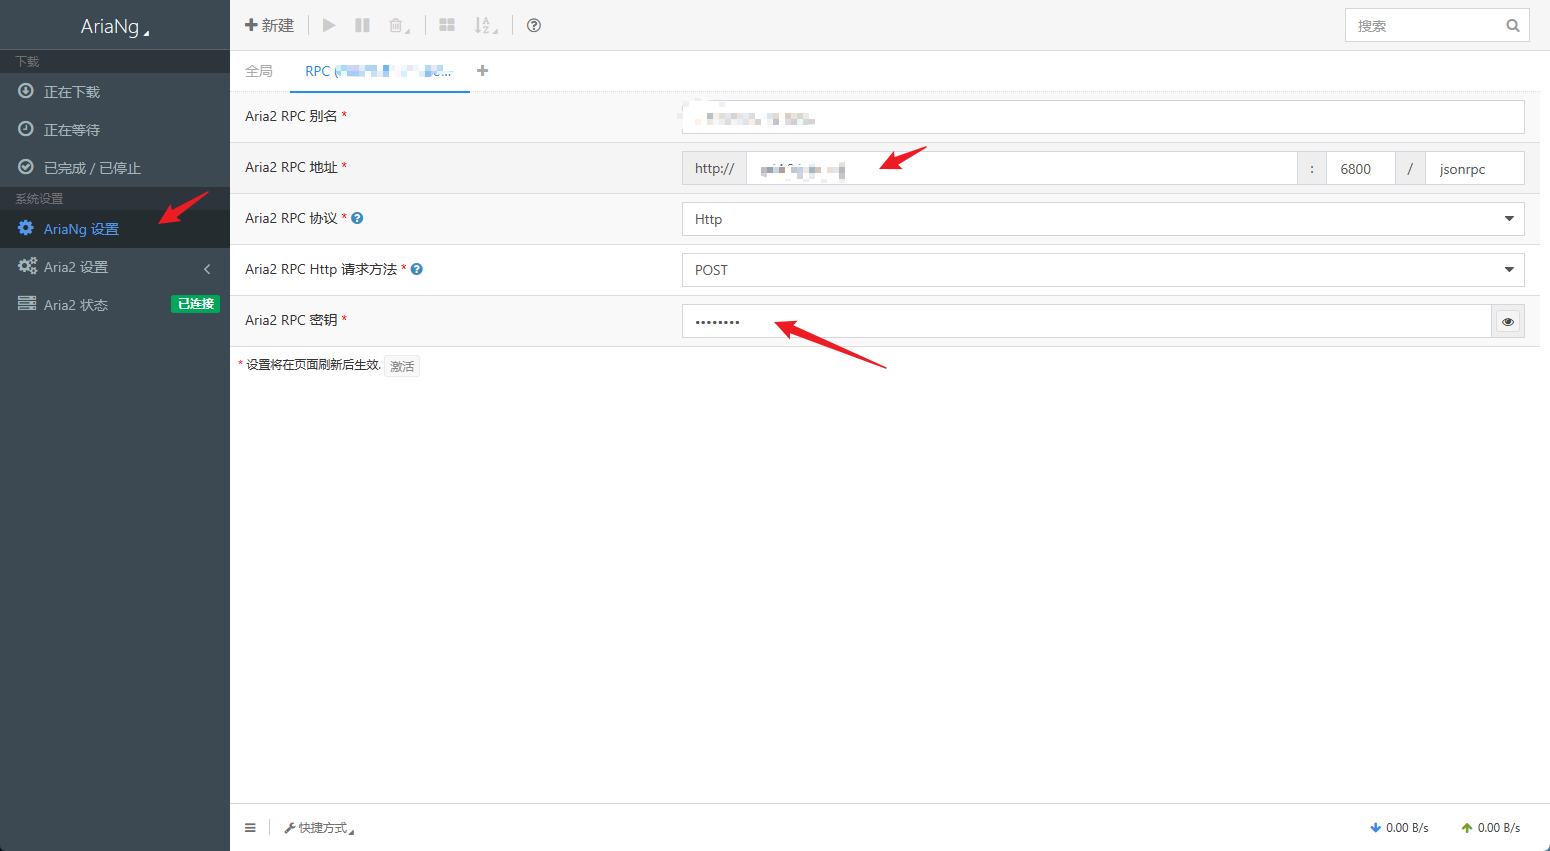 AriaNg
新建
搜索
下载
正在下载
正在等待
已完成 / 已停止
系统设置
AriaNg 设置
Aria2 设置
Aria2 状态
已连接
全局
RPC (
Aria2 RPC 别名 *
Aria2 RPC 地址 *
http://
:
6800
/
jsonrpc
Aria2 RPC 协议 *
Http
Aria2 RPC Http 请求方法 *
POST
Aria2 RPC 密钥 *
••••••••
* 设置将在页面刷新后生效. 激活
快捷方式
0.00 B/s
0.00 B/s